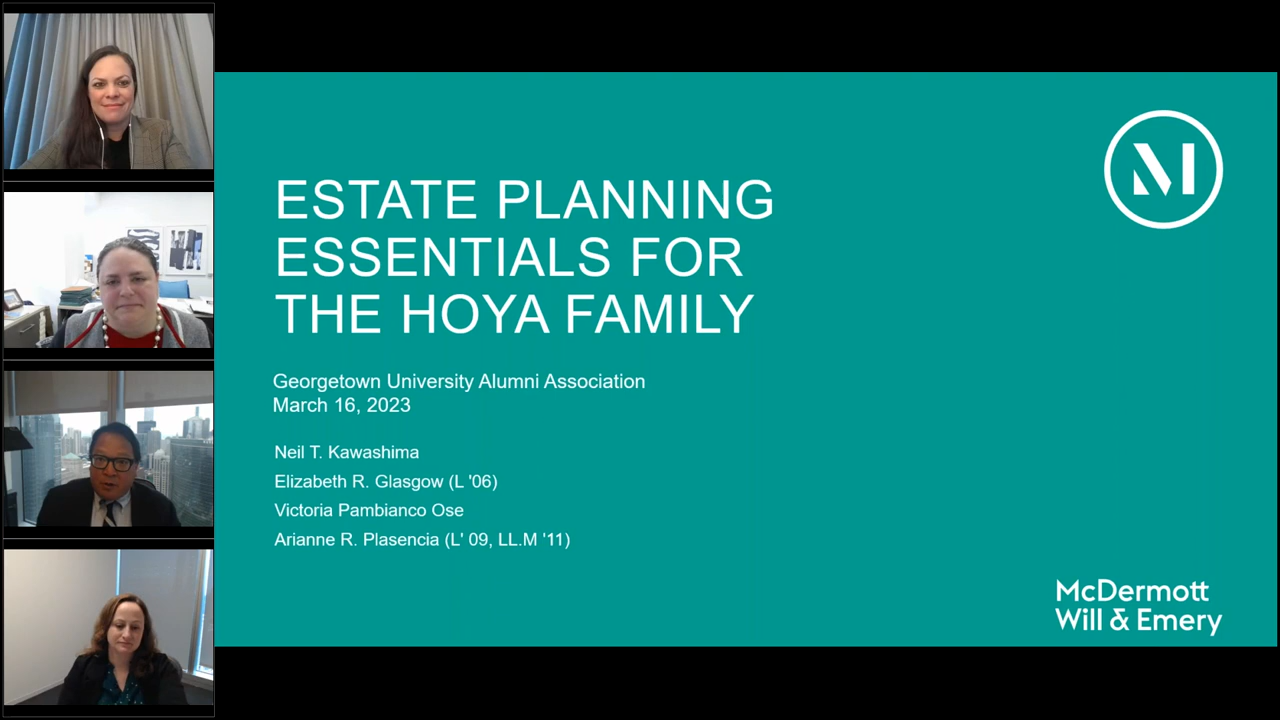 ESTATE PLANNING
ESSENTIALS FOR
THE HOYA FAMILY
Georgetown University Alumni Association
March 16, 2023
Neil T. Kawashima
Elizabeth R. Glasgow (L '06)
Victoria Pambianco Ose
Arianne R. Plasencia (L' 09, LL.M '11)
M
McDermott
Will & Emery